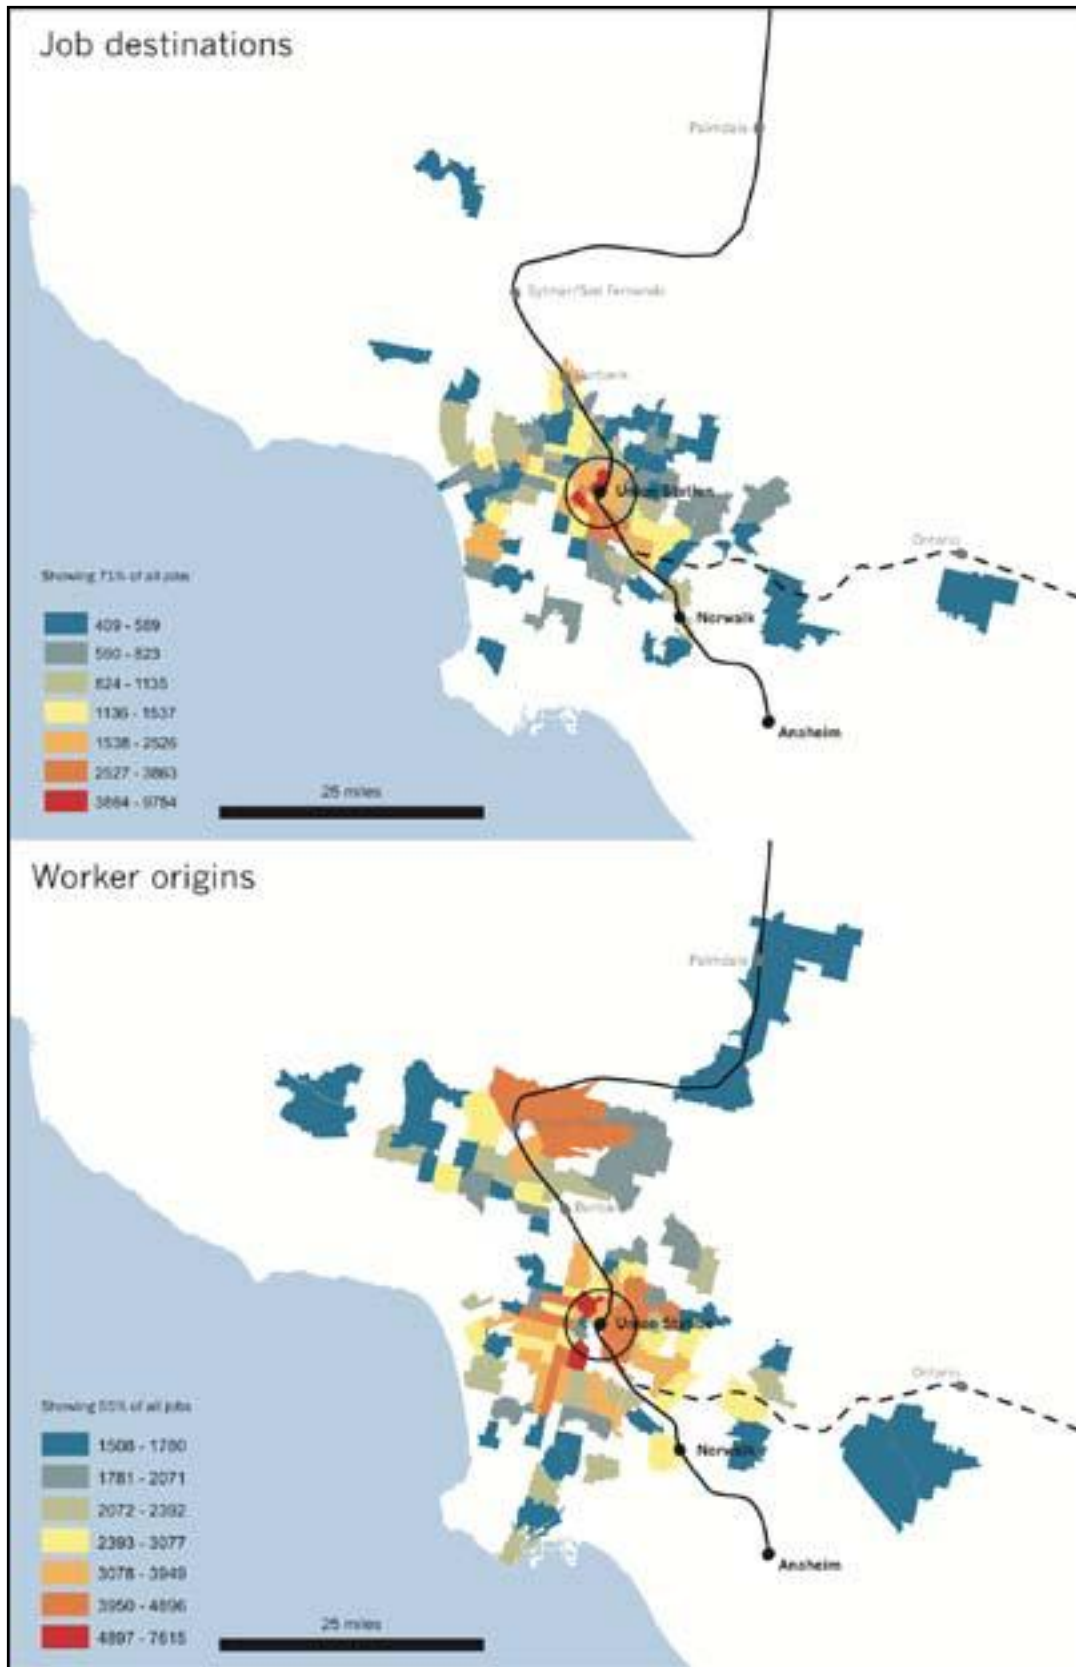 Job destinations
Palmdale
Sylmar/San Fernando
Burbank
Union Station
Ontario
Showing 71% of all jobs
409 - 589
590 - 823
824 - 1135
1136 - 1537
1538 - 2526
2527 - 3863
3864 - 9784
Norwalk
Anaheim
25 miles
Worker origins
Palmdale
Burbank
Union Station
Ontario
Showing 55% of all jobs
1508 - 1780
1781 - 2071
2072 - 2392
2393 - 3077
3078 - 3949
3950 - 4896
4897 - 7615
Norwalk
Anaheim
25 miles